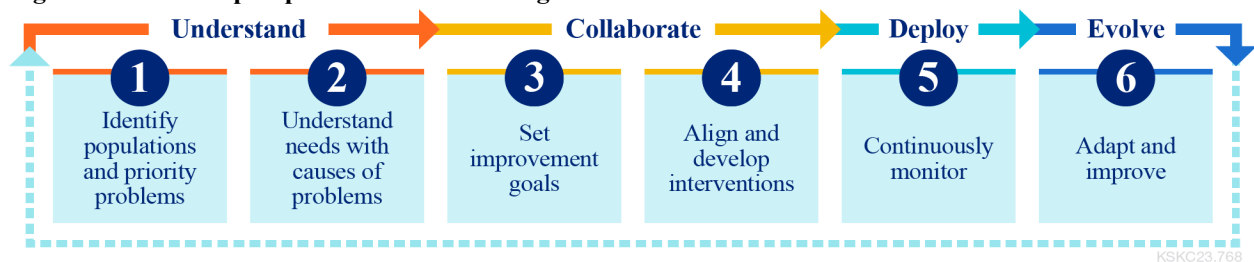 Understand
Collaborate
Deploy
Evolve
1
Identify
populations
and priority
problems
2
Understand
needs with
causes of
problems
3
Set
improvement
goals
4
Align and
develop
interventions
5
Continuously
monitor
6
Adapt and
improve
KSKC23.768